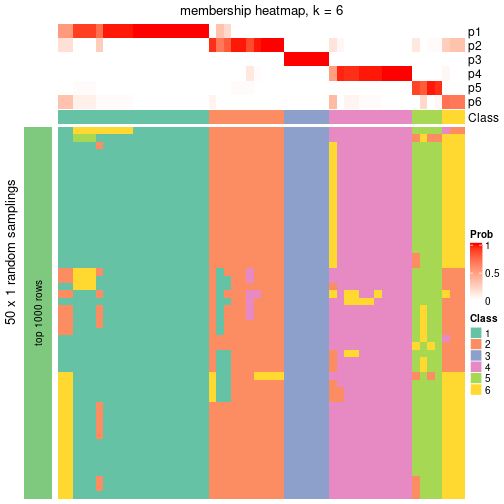 membership heatmap, k = 6
p1
p2
p3
p4
p5
p6
Class
50 x 1 random samplings
top 1000 rows
Prob
1
0.5
0
Class
1
2
3
4
5
6